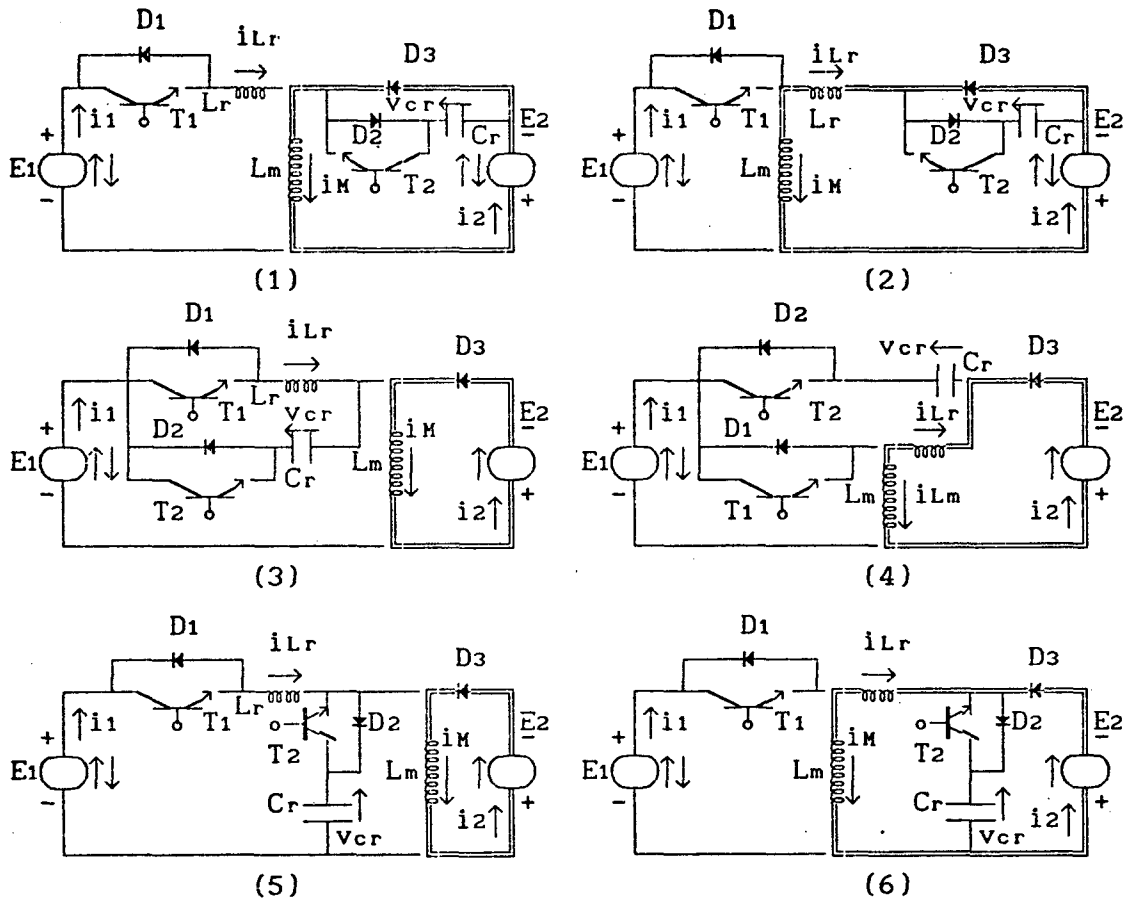 D1
iLr
D3
+
i1
T1
Lr
vcr
D2
Cr
E2
−
E1
Lm
iM
T2
−
i2
+
(1)
D1
iLr
D3
+
i1
T1
Lr
vcr
D2
Cr
E2
−
E1
Lm
iM
T2
−
i2
+
(2)
D1
iLr
D3
+
i1
T1
Lr
vcr
D2
iM
E2
−
E1
Cr
Lm
−
T2
i2
+
(3)
D2
vcr
Cr
D3
+
i1
T2
iLr
D1
E2
−
E1
Lm
iLm
−
T1
i2
+
(4)
D1
iLr
D3
+
i1
T1
Lr
D2
T2
iM
E2
−
E1
Lm
−
Cr
vcr
i2
+
(5)
D1
iLr
D3
+
i1
T1
D2
T2
iM
E2
−
E1
Lm
−
Cr
vcr
i2
+
(6)